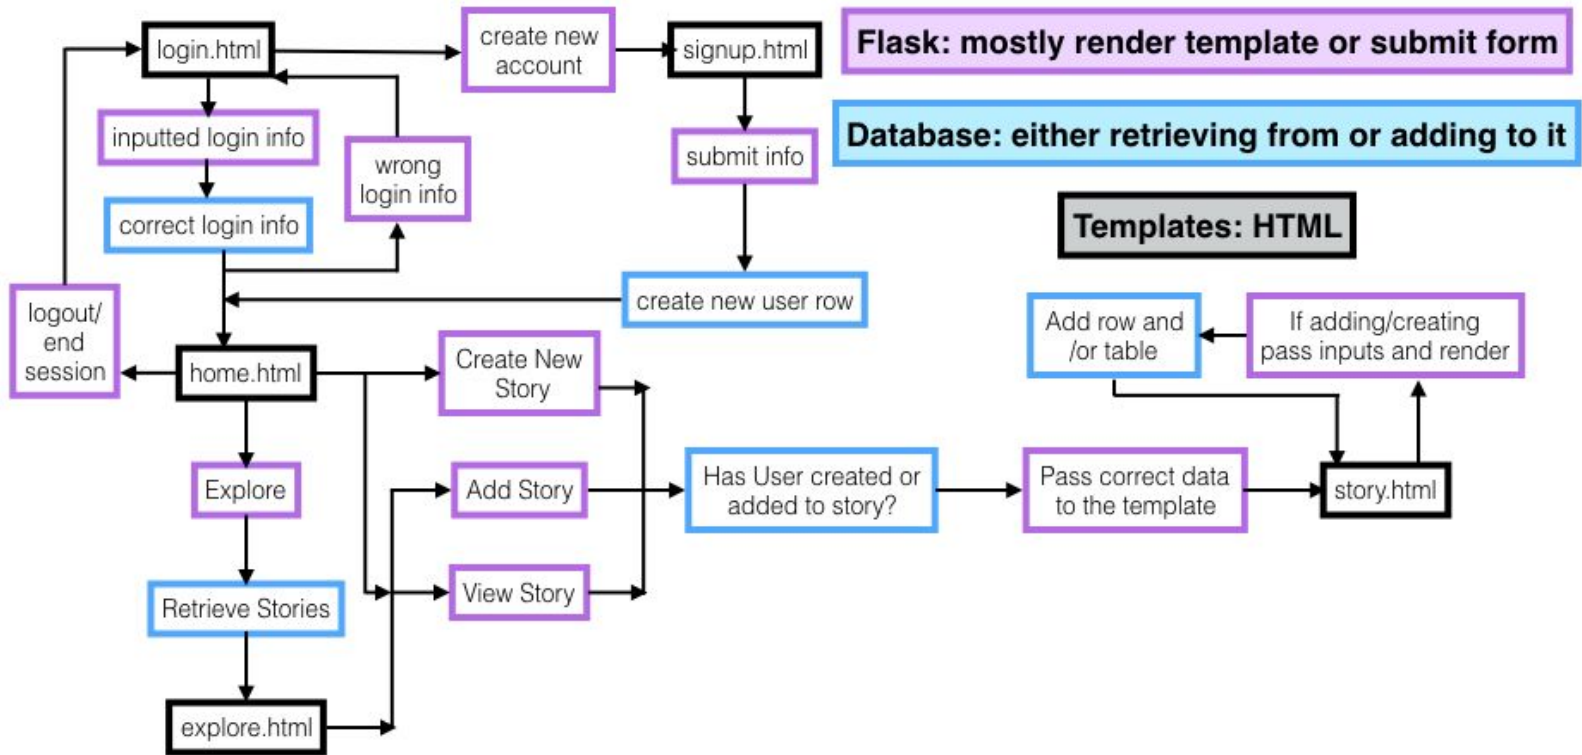 login.html
create new
account
signup.html
Flask: mostly render template or submit form
inputted login info
wrong
login info
submit info
Database: either retrieving from or adding to it
correct login info
Templates: HTML
logout/
end
session
create new user row
home.html
Create New
Story
Add row and
/or table
If adding/creating
pass inputs and render
Explore
Add Story
Has User created or
added to story?
Pass correct data
to the template
story.html
Retrieve Stories
View Story
explore.html